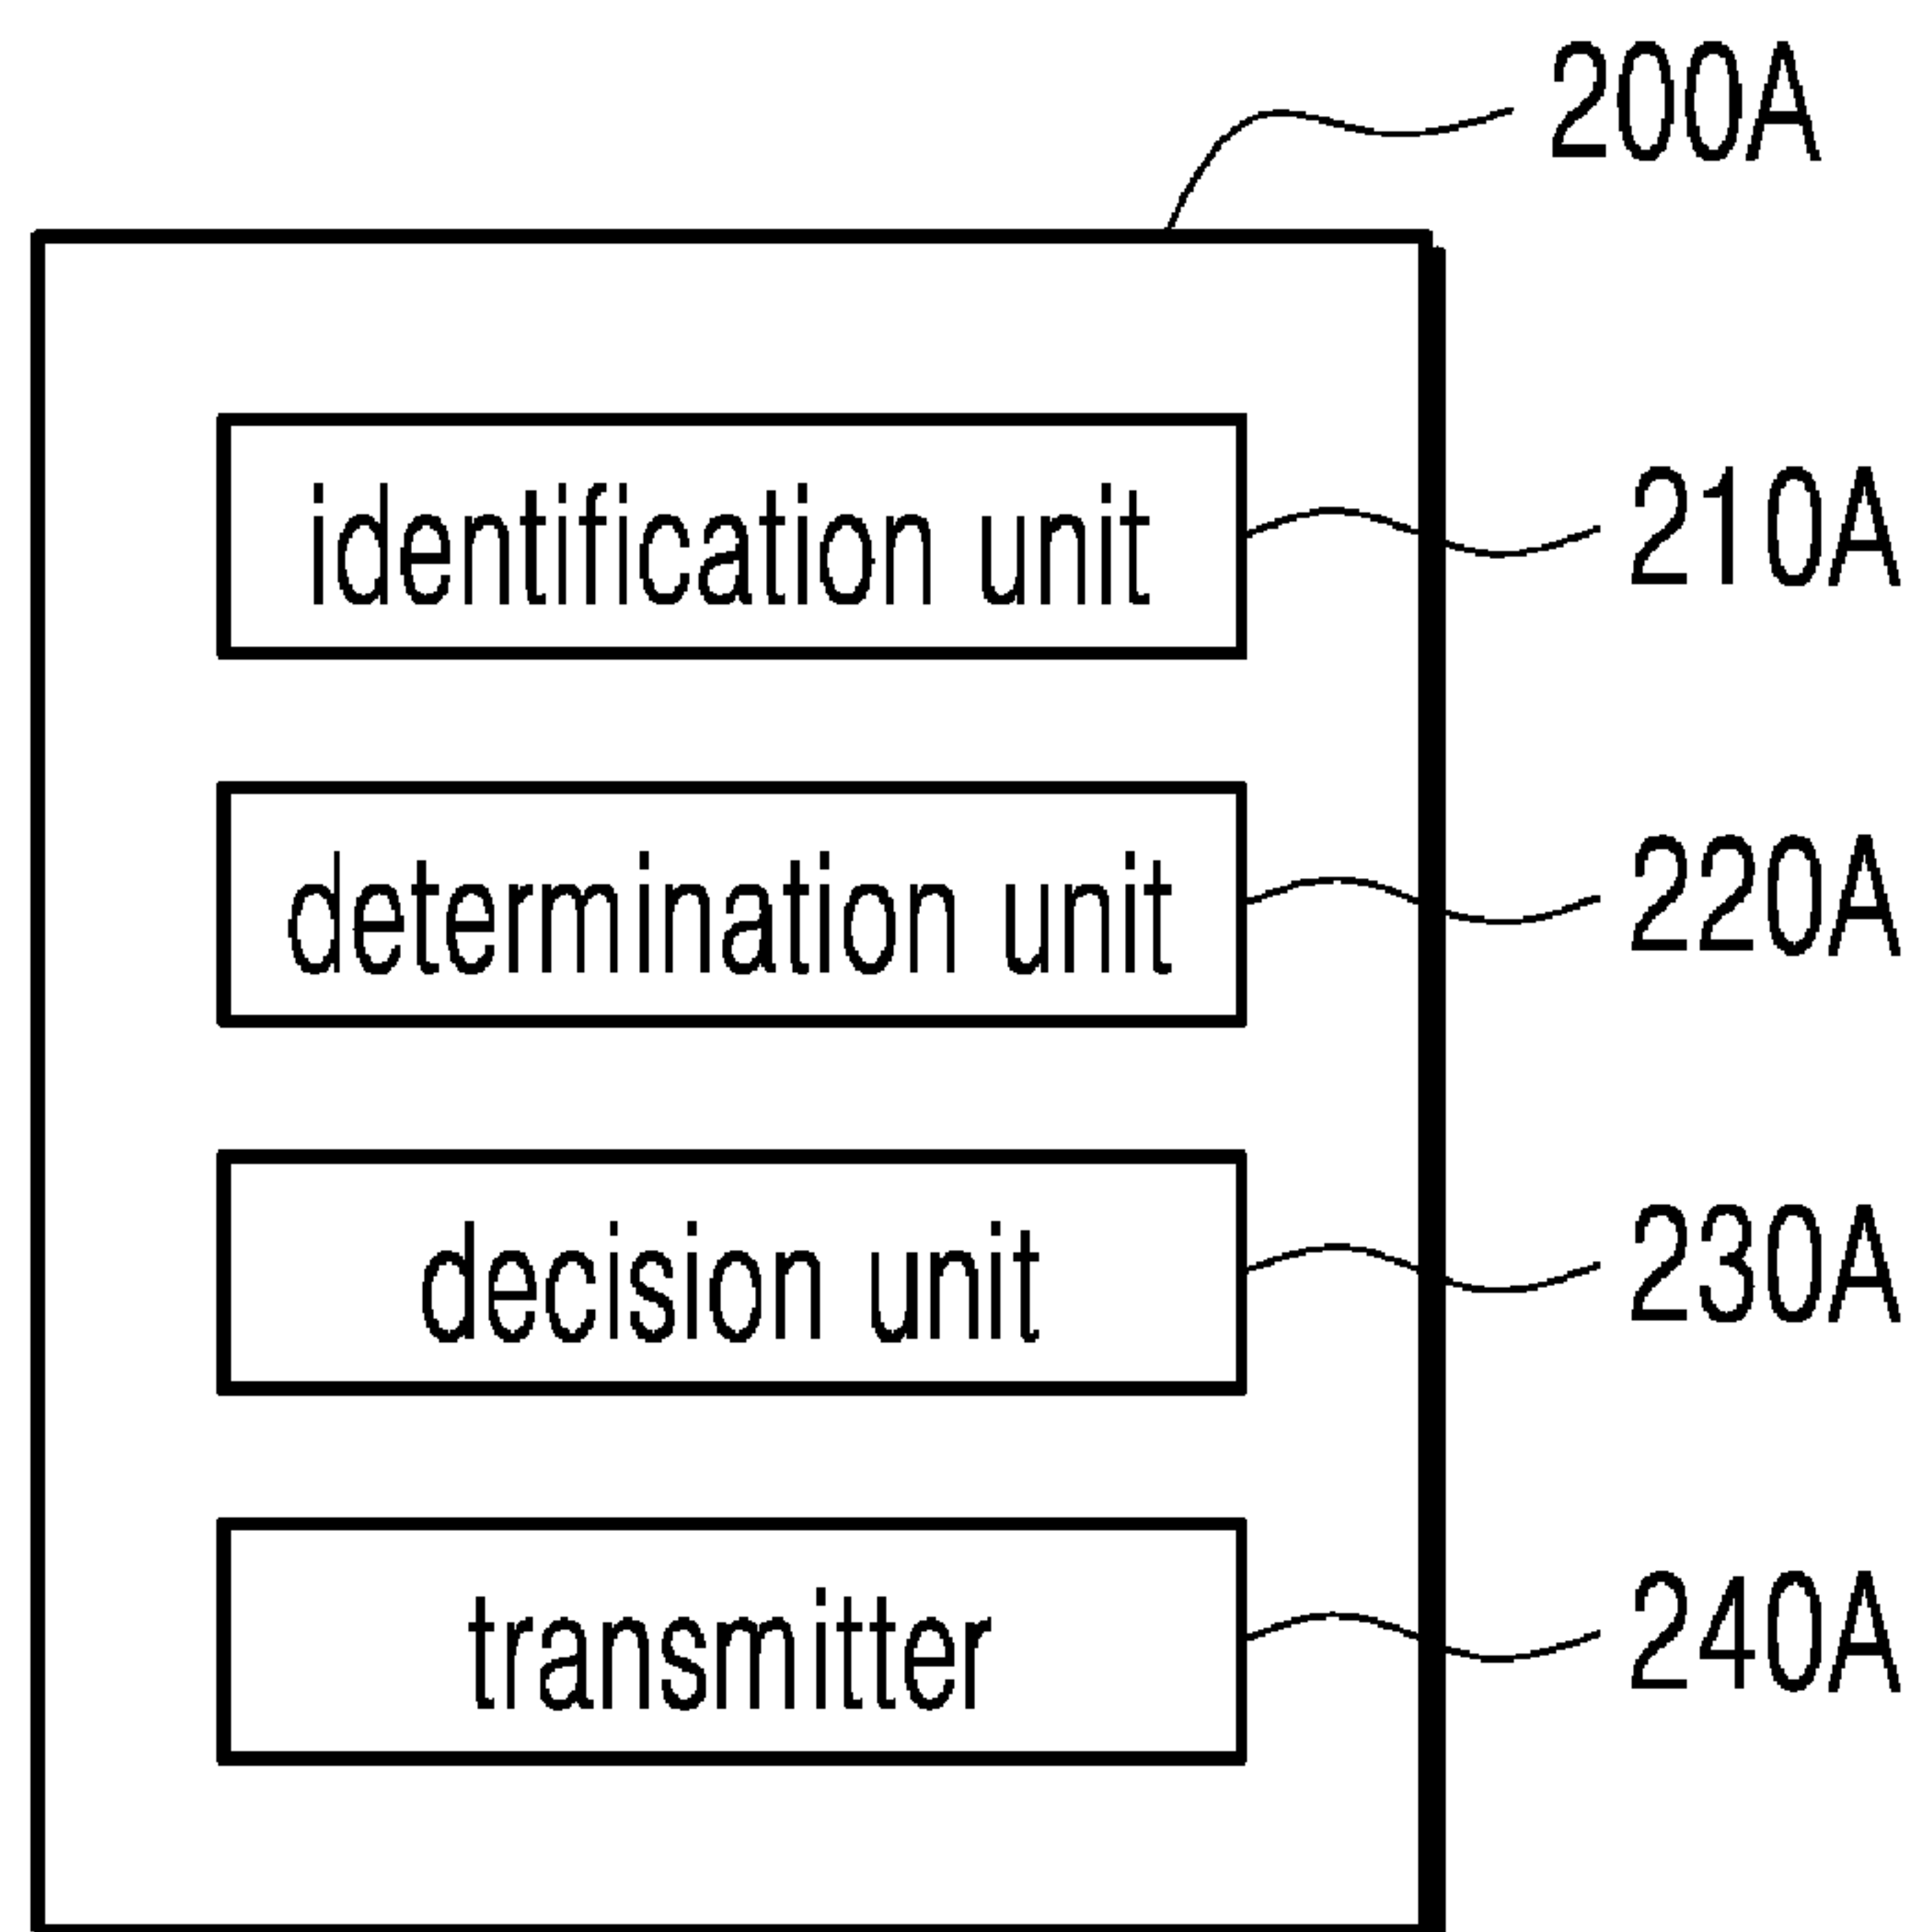 200A
identification unit 210A
determination unit 220A
decision unit 230A
transmitter 240A